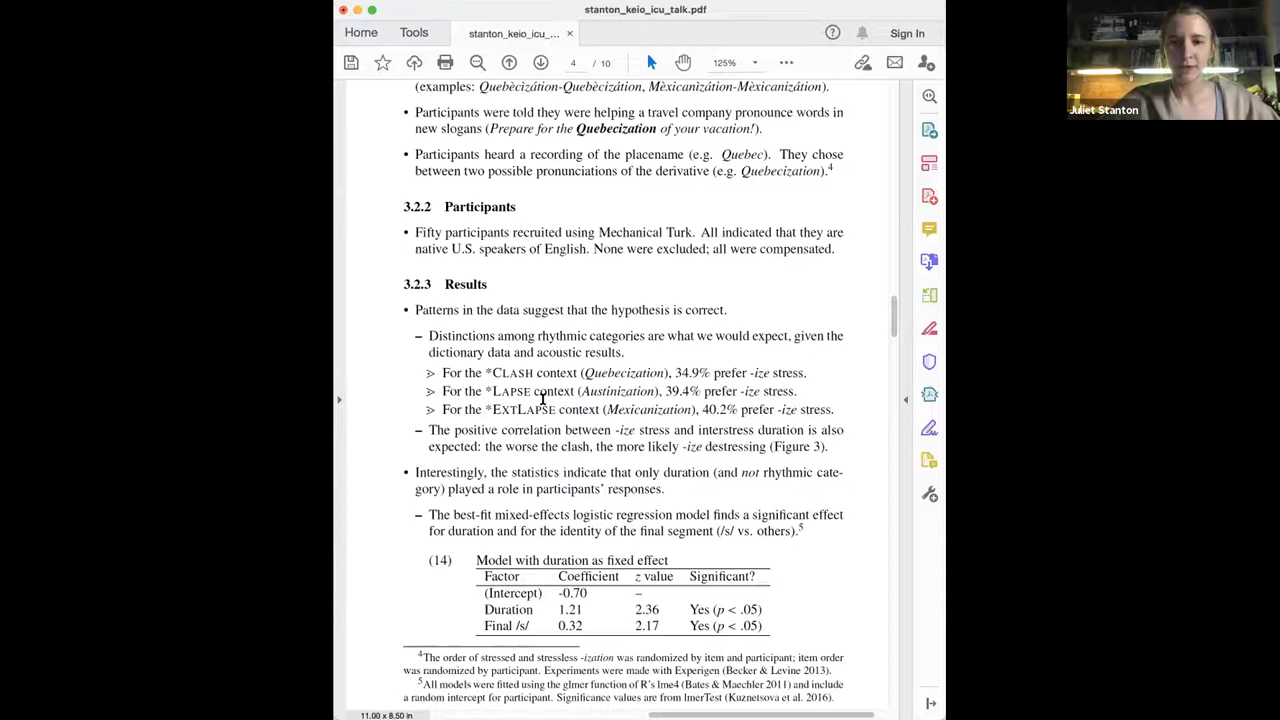 stanton_keio_icu_talk.pdf
Home
Tools
stanton_keio_icu_... ×
Sign In
4 / 10
125%
(examples: Quebècizátion-Quebècizátion, Mèxicanizátion-Mèxicanizátion).
• Participants were told they were helping a travel company pronounce words in
new slogans (Prepare for the Quebecization of your vacation!).
• Participants heard a recording of the placename (e.g. Quebec). They chose
between two possible pronunciations of the derivative (e.g. Quebecization).4
3.2.2 Participants
• Fifty participants recruited using Mechanical Turk. All indicated that they are
native U.S. speakers of English. None were excluded; all were compensated.
3.2.3 Results
• Patterns in the data suggest that the hypothesis is correct.
– Distinctions among rhythmic categories are what we would expect, given the
dictionary data and acoustic results.
➢ For the *CLASH context (Quebecization), 34.9% prefer -ize stress.
➢ For the *LAPSE context (Austinization), 39.4% prefer -ize stress.
➢ For the *EXTLAPSE context (Mexicanization), 40.2% prefer -ize stress.
– The positive correlation between -ize stress and interstress duration is also
expected: the worse the clash, the more likely -ize destressing (Figure 3).
• Interestingly, the statistics indicate that only duration (and not rhythmic cate-
gory) played a role in participants' responses.
– The best-fit mixed-effects logistic regression model finds a significant effect
for duration and for the identity of the final segment (/s/ vs. others).5
(14) Model with duration as fixed effect
Factor Coefficient z value Significant?
(Intercept) -0.70 –
Duration 1.21 2.36 Yes (p < .05)
Final /s/ 0.32 2.17 Yes (p < .05)
4The order of stressed and stressless -ization was randomized by item and participant; item order
was randomized by participant. Experiments were made with Experigen (Becker & Levine 2013).
5All models were fitted using the glmer function of R's lme4 (Bates & Maechler 2011) and include
a random intercept for participant. Significance values are from lmerTest (Kuznetsova et al. 2016).
11.00 x 8.50 in
Juliet Stanton